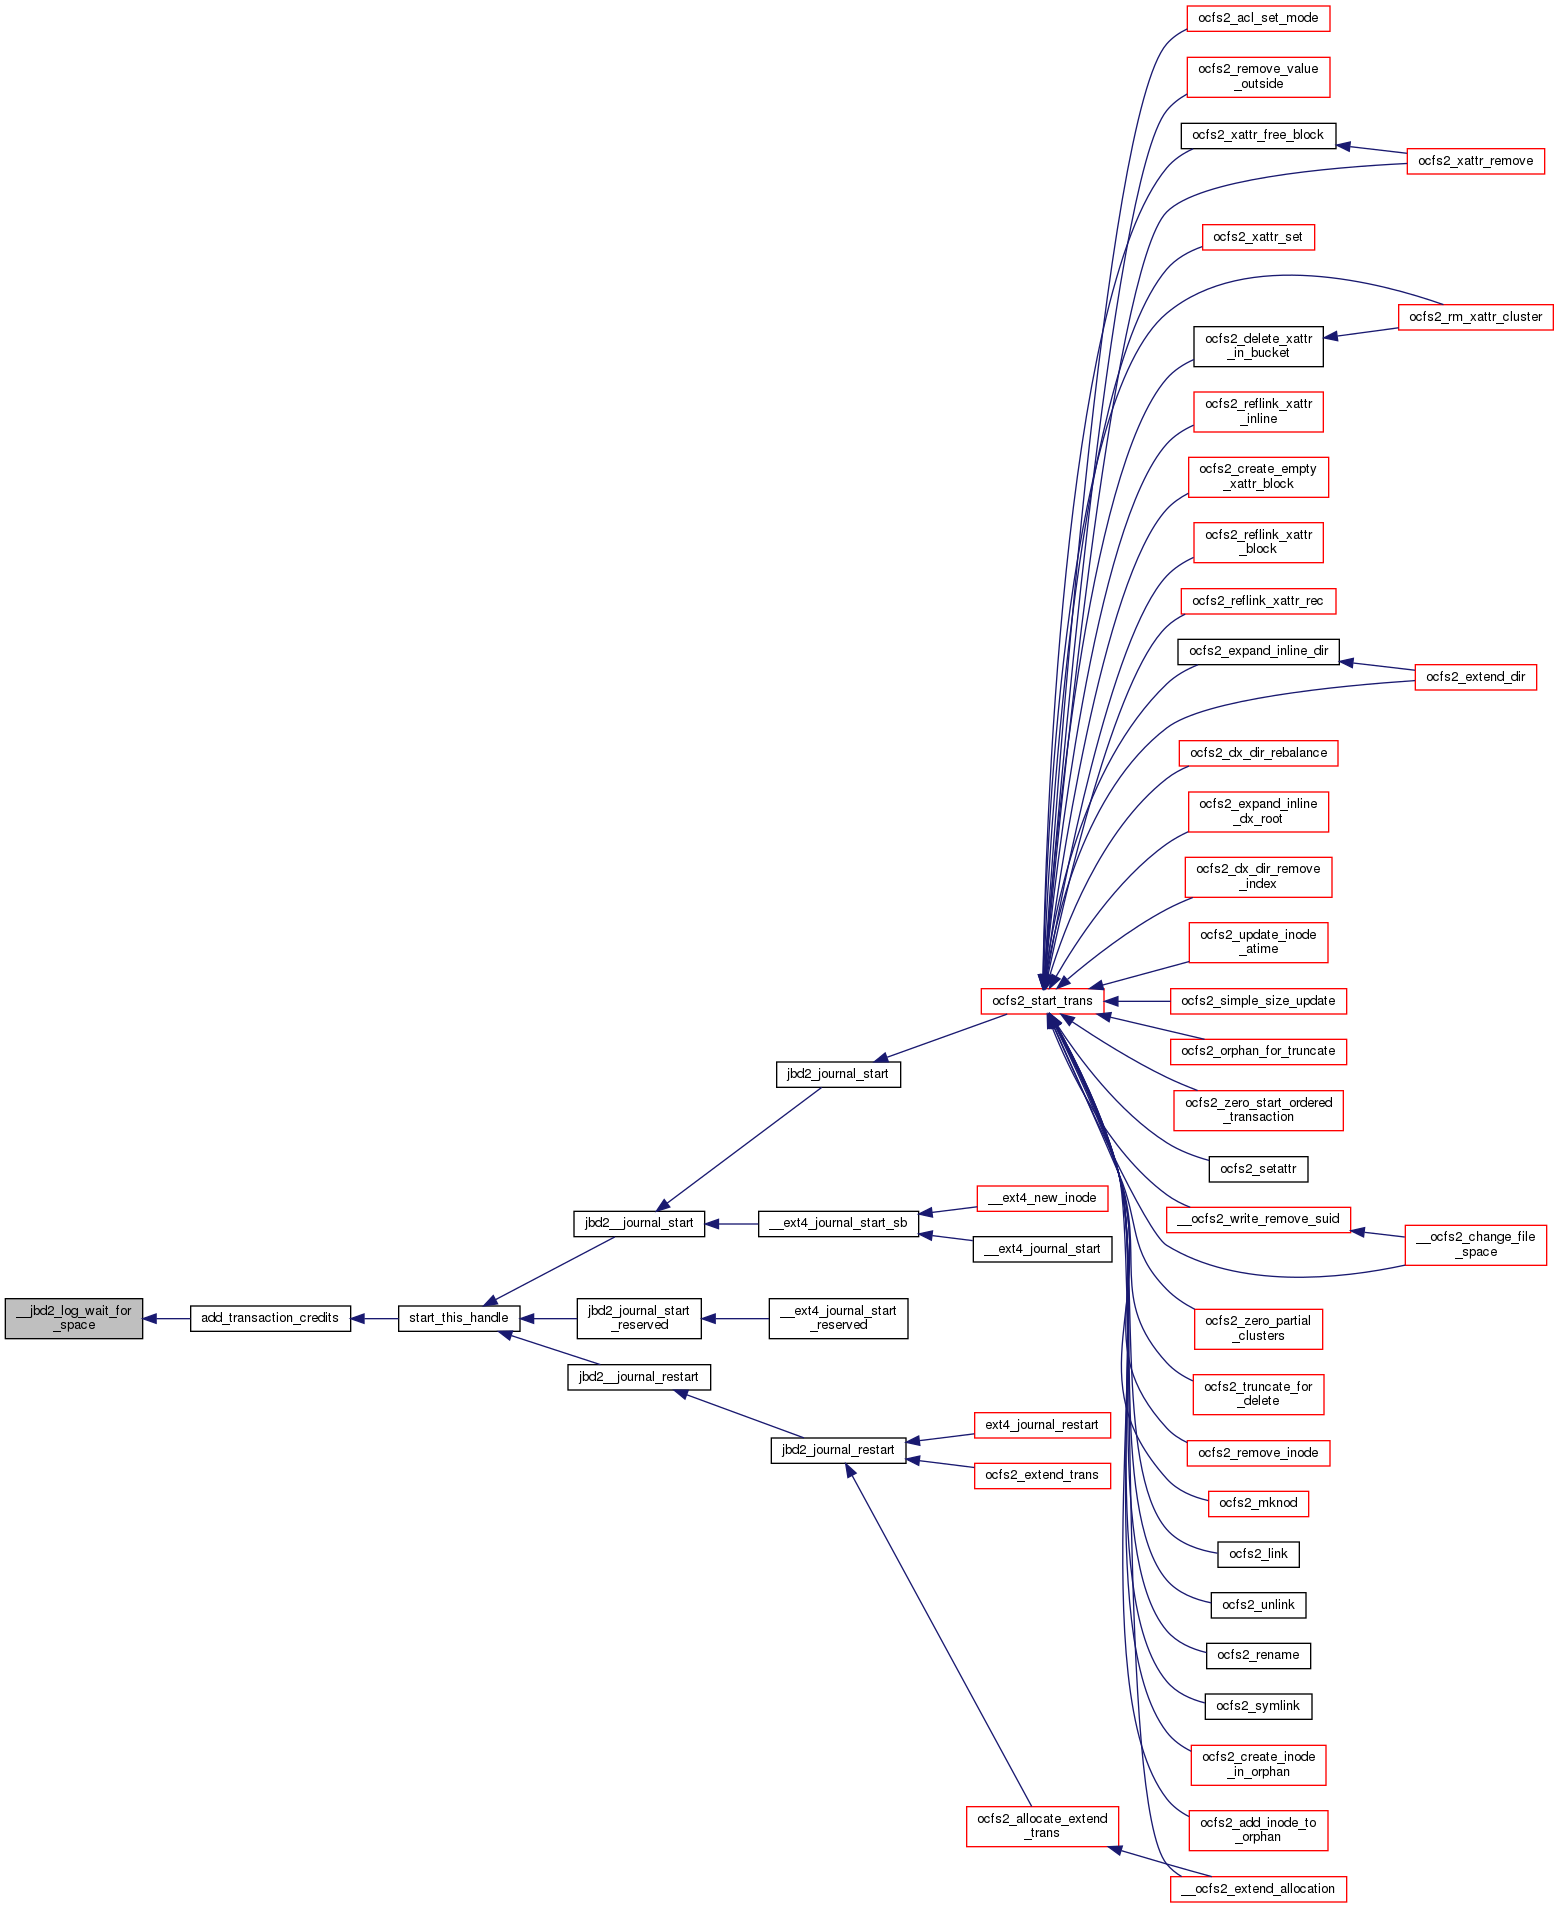 ocfs2_acl_set_mode
ocfs2_remove_value
_outside
ocfs2_xattr_free_block
ocfs2_xattr_remove
ocfs2_xattr_set
ocfs2_rm_xattr_cluster
ocfs2_delete_xattr
_in_bucket
ocfs2_reflink_xattr
_inline
ocfs2_create_empty
_xattr_block
ocfs2_reflink_xattr
_block
ocfs2_reflink_xattr_rec
ocfs2_expand_inline_dir
ocfs2_extend_dir
ocfs2_dx_dir_rebalance
ocfs2_expand_inline
_dx_root
ocfs2_dx_dir_remove
_index
ocfs2_update_inode
_atime
ocfs2_start_trans
ocfs2_simple_size_update
ocfs2_orphan_for_truncate
jbd2_journal_start
ocfs2_zero_start_ordered
_transaction
ocfs2_setattr
__ext4_new_inode
jbd2__journal_start
__ext4_journal_start_sb
__ocfs2_write_remove_suid
__ext4_journal_start
__ocfs2_change_file
_space
__jbd2_log_wait_for
_space
add_transaction_credits
start_this_handle
jbd2_journal_start
_reserved
__ext4_journal_start
_reserved
ocfs2_zero_partial
_clusters
jbd2__journal_restart
ocfs2_truncate_for
_delete
ext4_journal_restart
jbd2_journal_restart
ocfs2_remove_inode
ocfs2_extend_trans
ocfs2_mknod
ocfs2_link
ocfs2_unlink
ocfs2_rename
ocfs2_symlink
ocfs2_create_inode
_in_orphan
ocfs2_allocate_extend
_trans
ocfs2_add_inode_to
_orphan
__ocfs2_extend_allocation